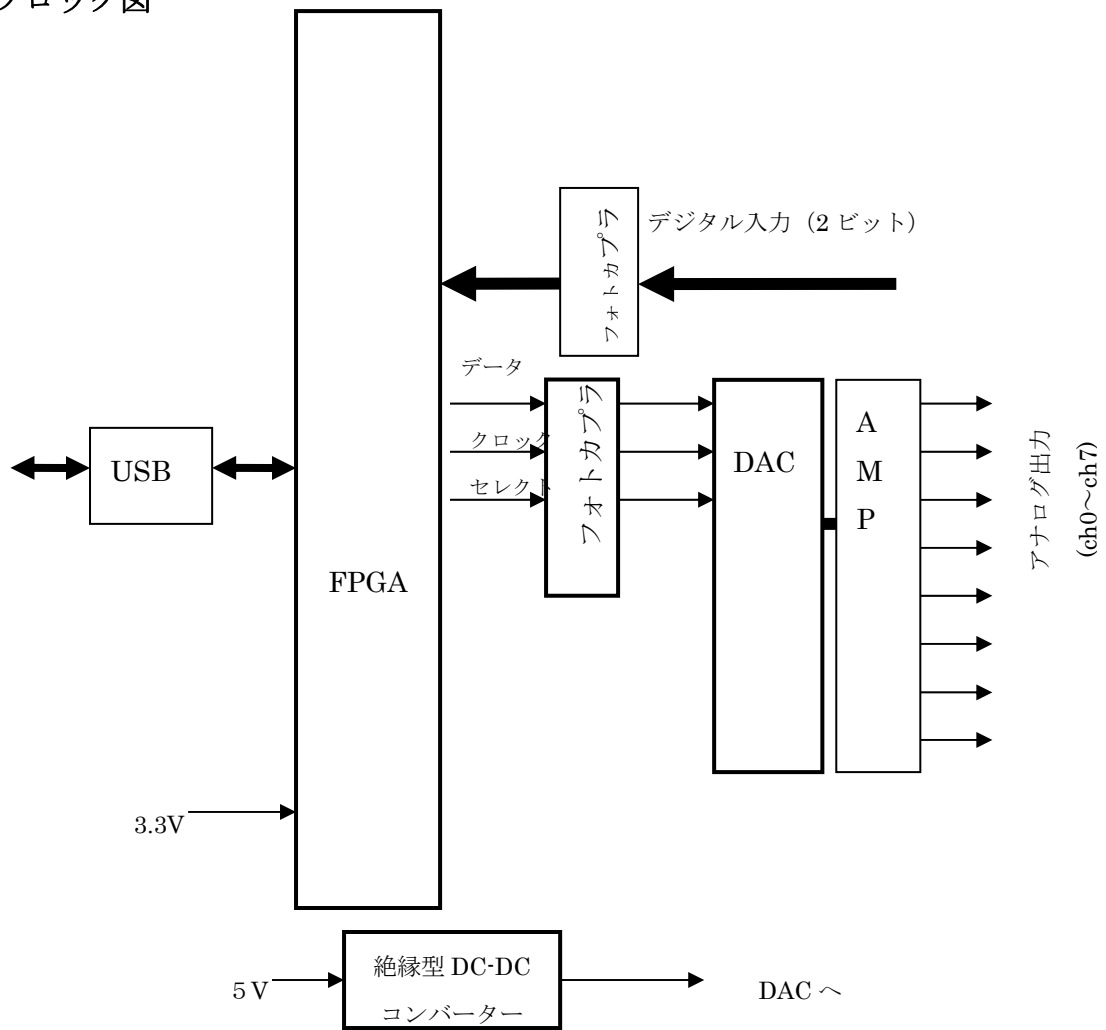 ブロック図
フォトカプラ
デジタル入力（2 ビット）
データ
クロック
セレクト
フォトカプラ
USB
FPGA
DAC
A
M
P
アナログ出力
(ch0～ch7)
3.3V
５V
絶縁型 DC-DC
コンバーター
DAC へ